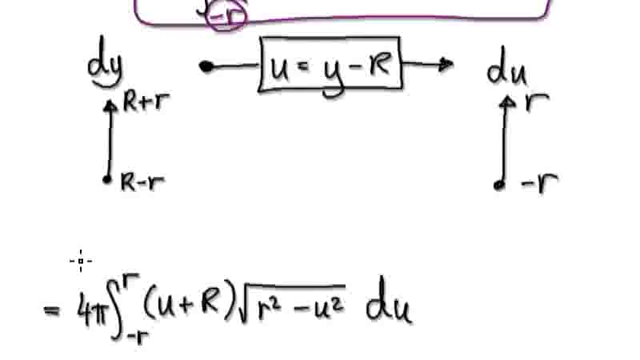 -r
dy u = y - R du
R+r r
R-r -r
= 4π∫_{-r}^{r} (u+R)√(r² - u²) du